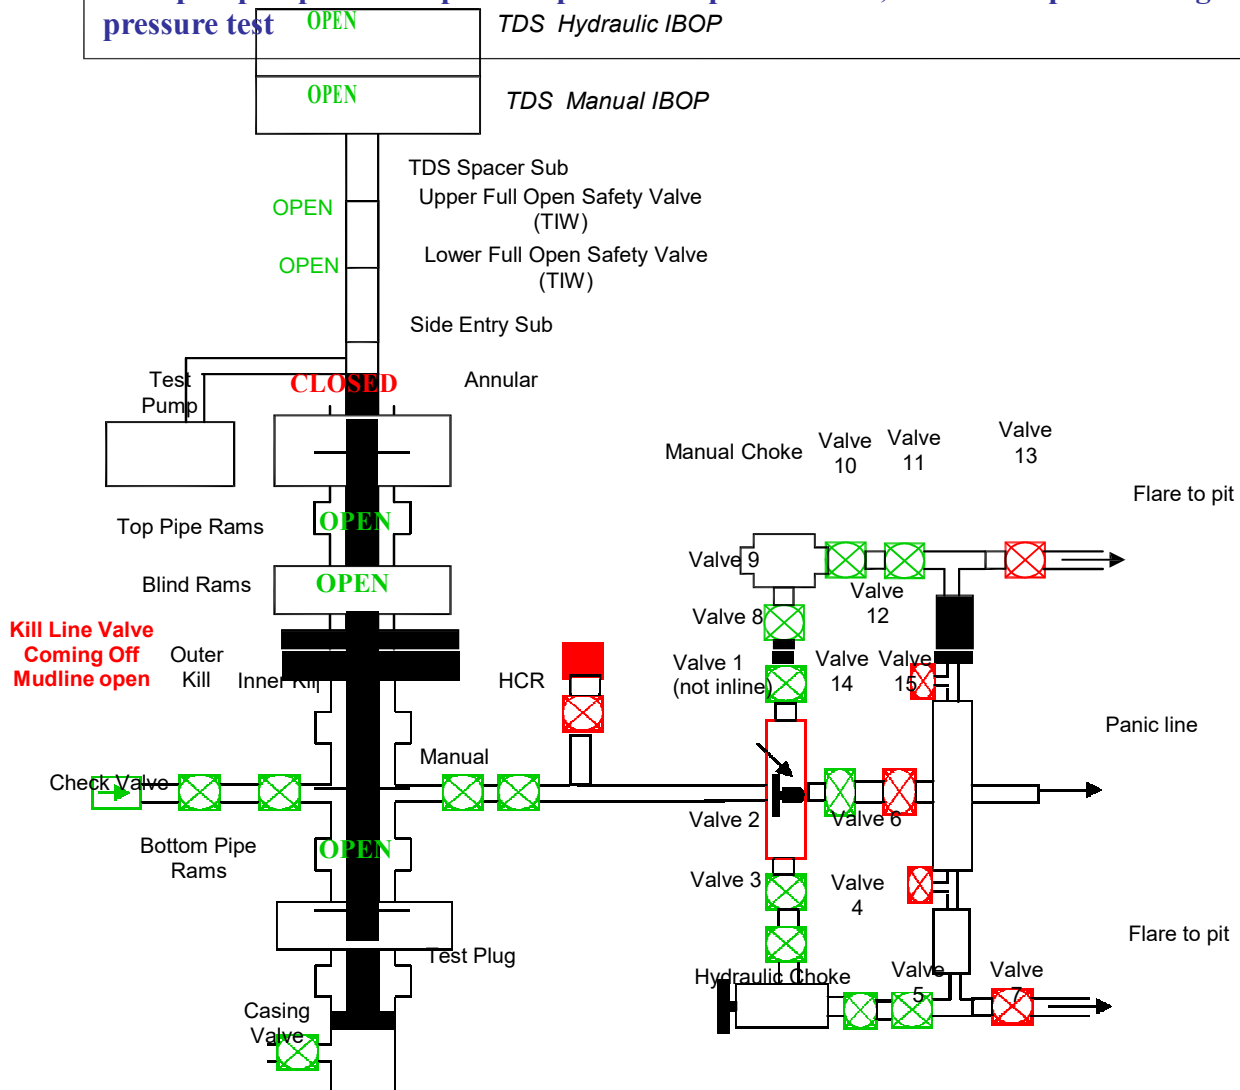 pressure test
OPEN
TDS Hydraulic IBOP
OPEN
TDS Manual IBOP
TDS Spacer Sub
OPEN
Upper Full Open Safety Valve
(TIW)
OPEN
Lower Full Open Safety Valve
(TIW)
Side Entry Sub
Test
Pump
CLOSED
Annular
Manual Choke
Valve
10
Valve
11
Valve
13
Flare to pit
Top Pipe Rams
OPEN
Valve 9
Blind Rams
OPEN
Valve
12
Valve 8
Kill Line Valve
Coming Off
Mudline open
Outer
Kill
Inner Kill
HCR
Valve 1
(not inline)
Valve
14
Valve
15
Panic line
Manual
Check Valve
Valve 2
Valve 6
Bottom Pipe
Rams
OPEN
Valve 3
Valve
4
Flare to pit
Test Plug
Hydraulic Choke
Valve
5
Valve
7
Casing
Valve